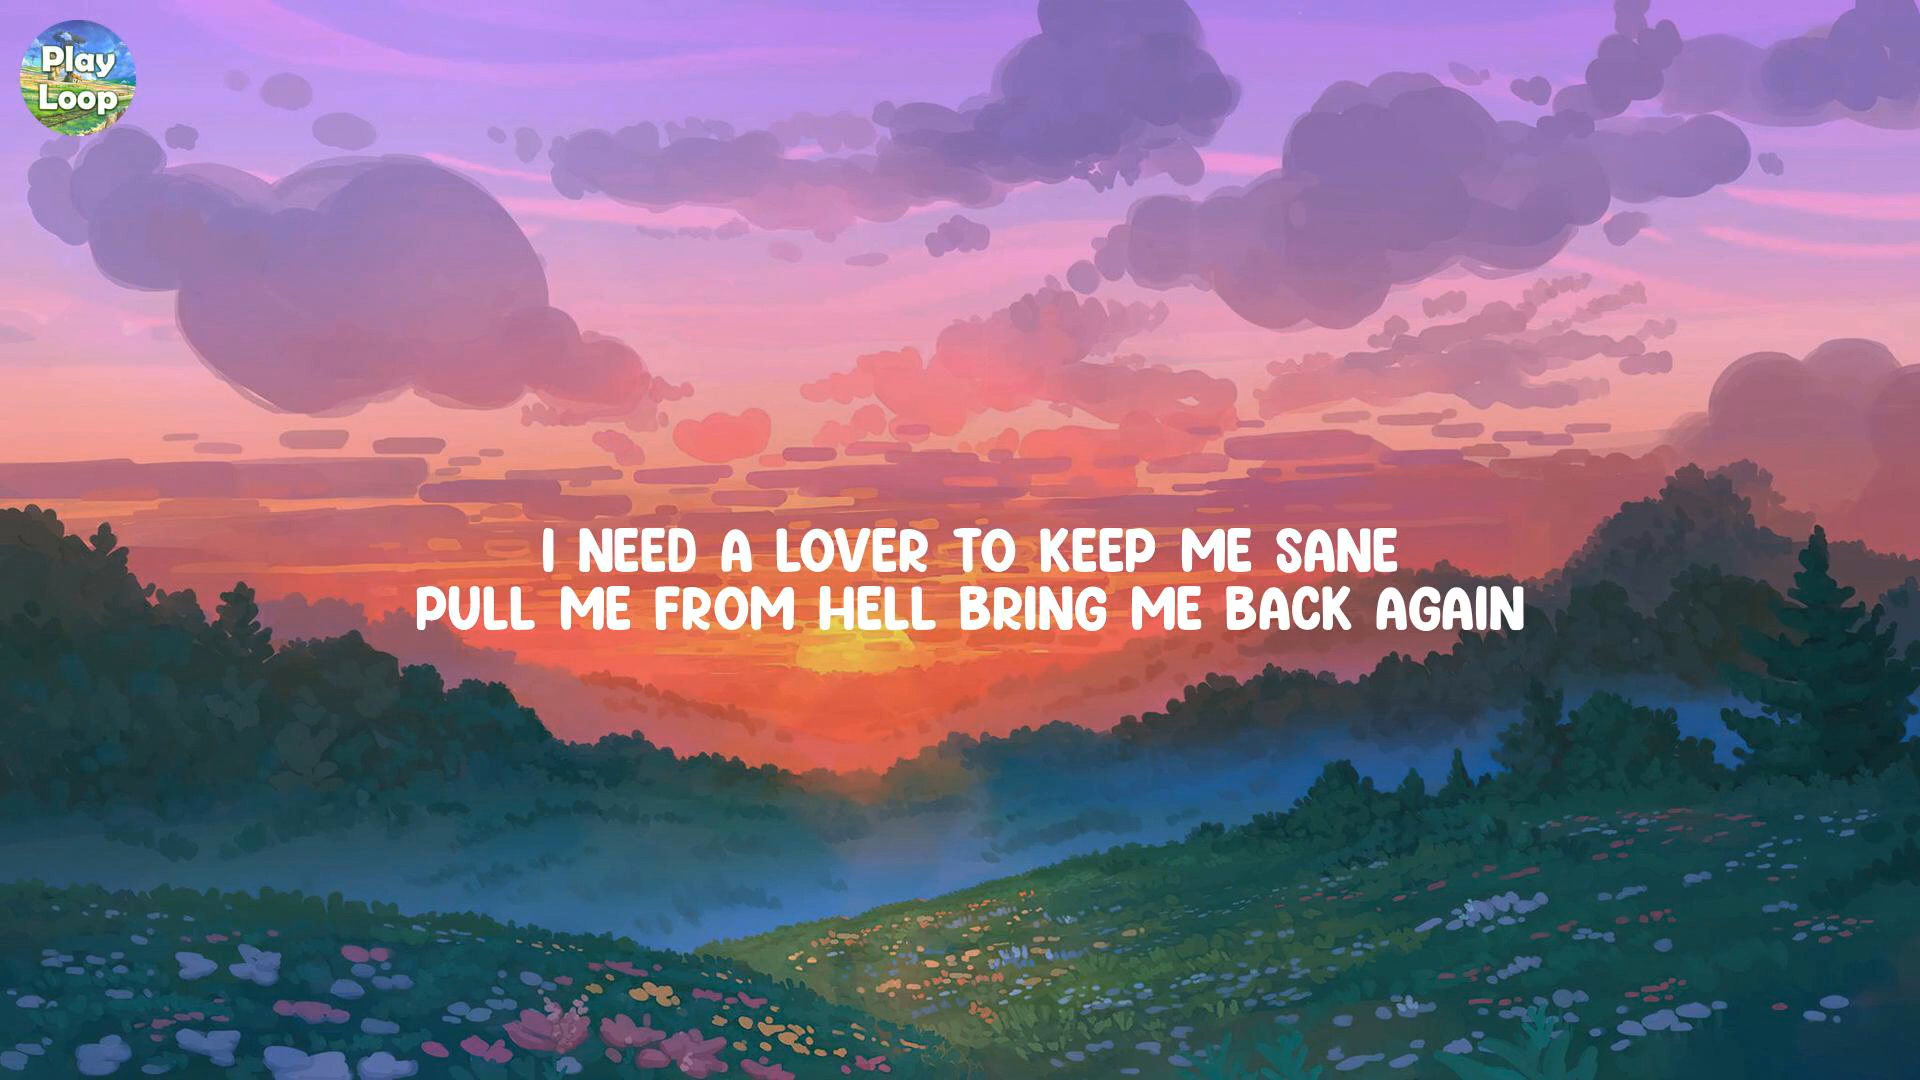 Play
Loop
I NEED A LOVER TO KEEP ME SANE
PULL ME FROM HELL BRING ME BACK AGAIN